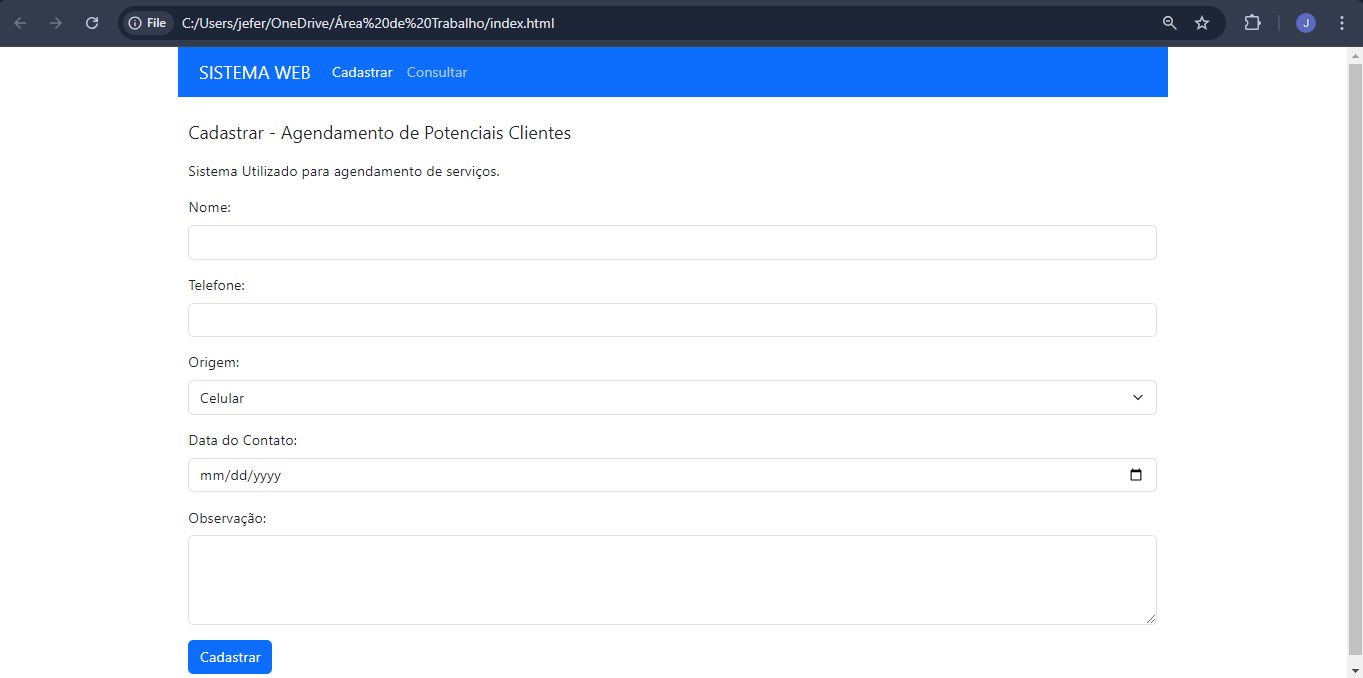 File C:/Users/jefer/OneDrive/Área%20de%20Trabalho/index.html J
SISTEMA WEB Cadastrar Consultar
Cadastrar - Agendamento de Potenciais Clientes
Sistema Utilizado para agendamento de serviços.
Nome:
Telefone:
Origem:
Celular
Data do Contato:
mm/dd/yyyy
Observação:
Cadastrar